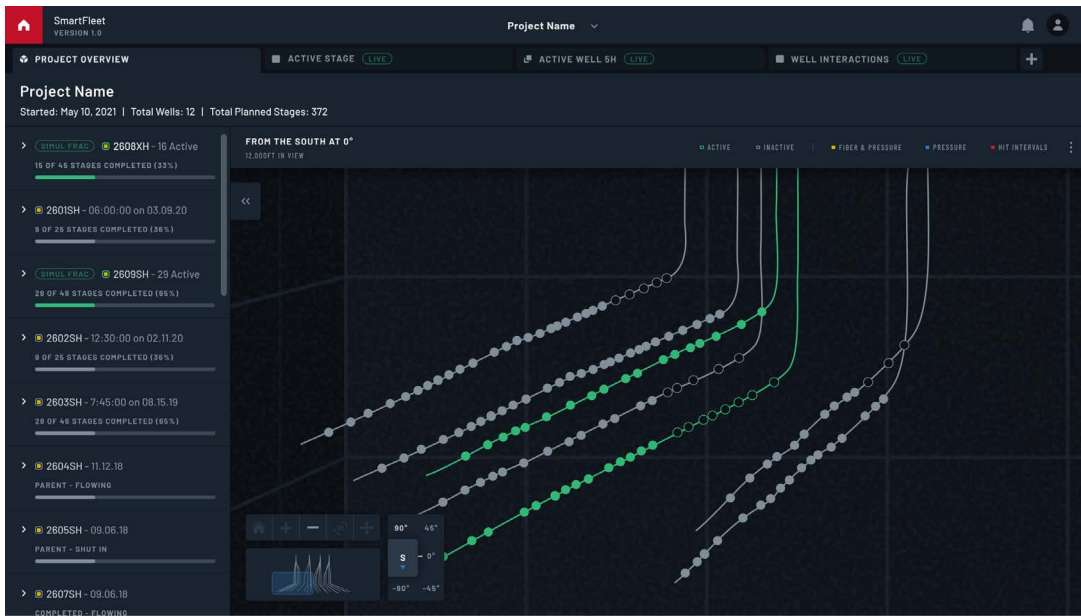 SmartFleet
VERSION 1.0
Project Name
PROJECT OVERVIEW
ACTIVE STAGE LIVE
ACTIVE WELL 5H LIVE
WELL INTERACTIONS LIVE
Project Name
Started: May 10, 2021 | Total Wells: 12 | Total Planned Stages: 372
SIMUL FRAC 2608XH - 16 Active
15 OF 45 STAGES COMPLETED (33%)
2601SH - 06:00:00 on 03.09.20
9 OF 25 STAGES COMPLETED (36%)
SIMUL FRAC 2609SH - 29 Active
28 OF 46 STAGES COMPLETED (65%)
2602SH - 12:30:00 on 02.11.20
9 OF 25 STAGES COMPLETED (36%)
2603SH - 7:45:00 on 08.15.19
28 OF 46 STAGES COMPLETED (65%)
2604SH - 11.12.18
PARENT - FLOWING
2605SH - 09.06.18
PARENT - SHUT IN
2607SH - 09.06.18
COMPLETED - FLOWING
FROM THE SOUTH AT 0°
12,000FT IN VIEW
ACTIVE
INACTIVE
FIBER & PRESSURE
PRESSURE
HIT INTERVALS
90° 45°
S - 0°
-90° -45°